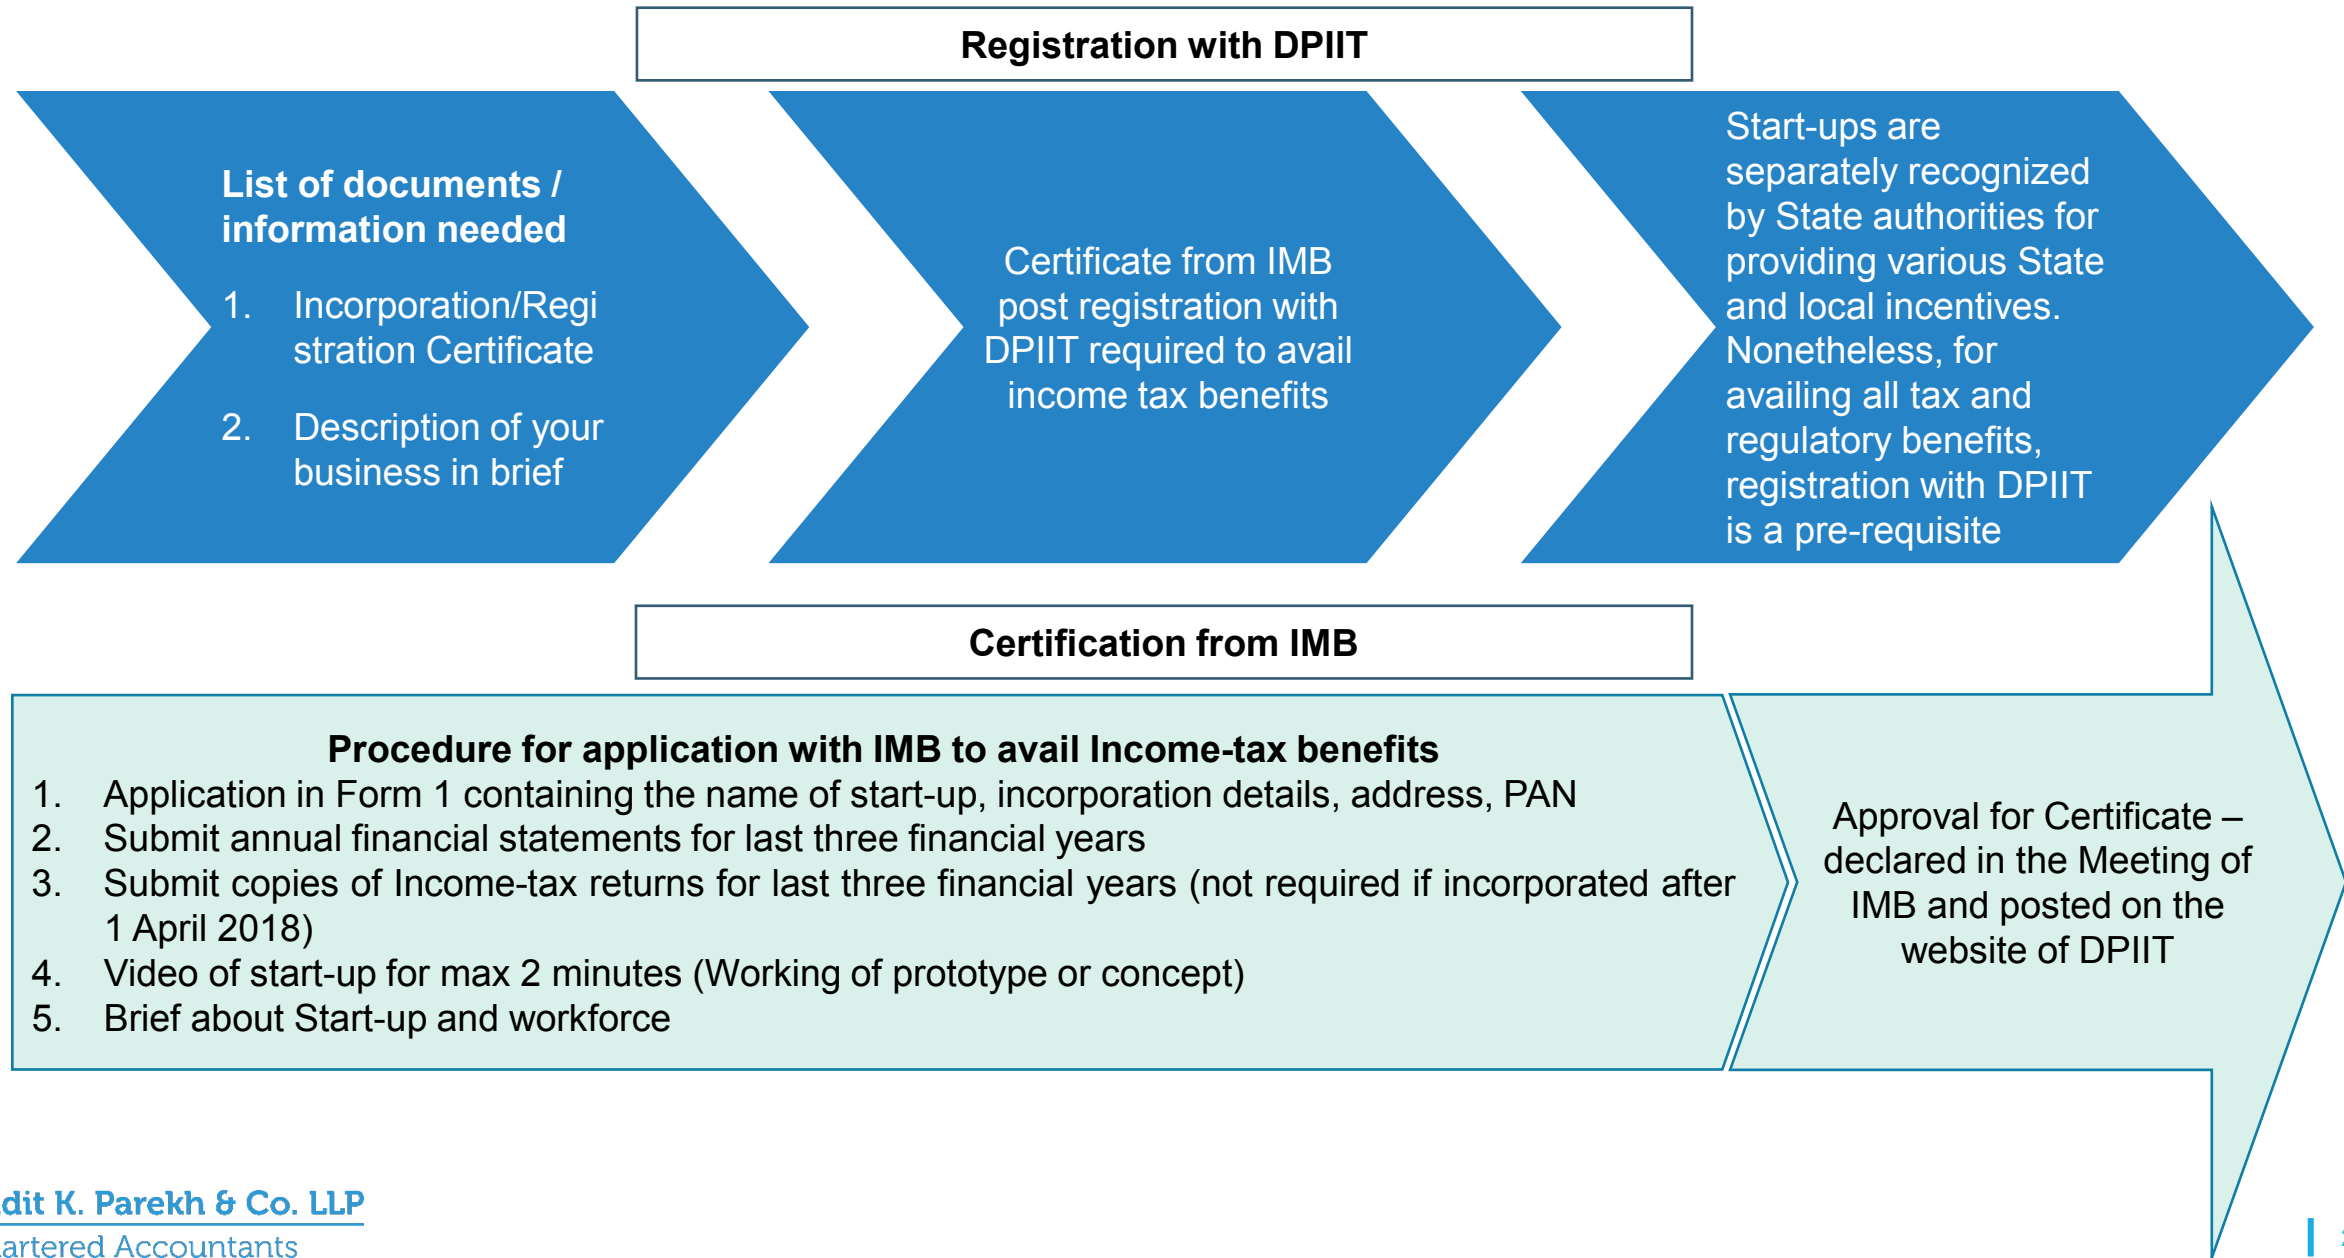 Registration with DPIIT
List of documents /
information needed
1. Incorporation/Regi
stration Certificate
2. Description of your
business in brief
Certificate from IMB
post registration with
DPIIT required to avail
income tax benefits
Start-ups are
separately recognized
by State authorities for
providing various State
and local incentives.
Nonetheless, for
availing all tax and
regulatory benefits,
registration with DPIIT
is a pre-requisite
Certification from IMB
Procedure for application with IMB to avail Income-tax benefits
1. Application in Form 1 containing the name of start-up, incorporation details, address, PAN
2. Submit annual financial statements for last three financial years
3. Submit copies of Income-tax returns for last three financial years (not required if incorporated after
1 April 2018)
4. Video of start-up for max 2 minutes (Working of prototype or concept)
5. Brief about Start-up and workforce
Approval for Certificate –
declared in the Meeting of
IMB and posted on the
website of DPIIT
dit K. Parekh & Co. LLP
artered Accountants